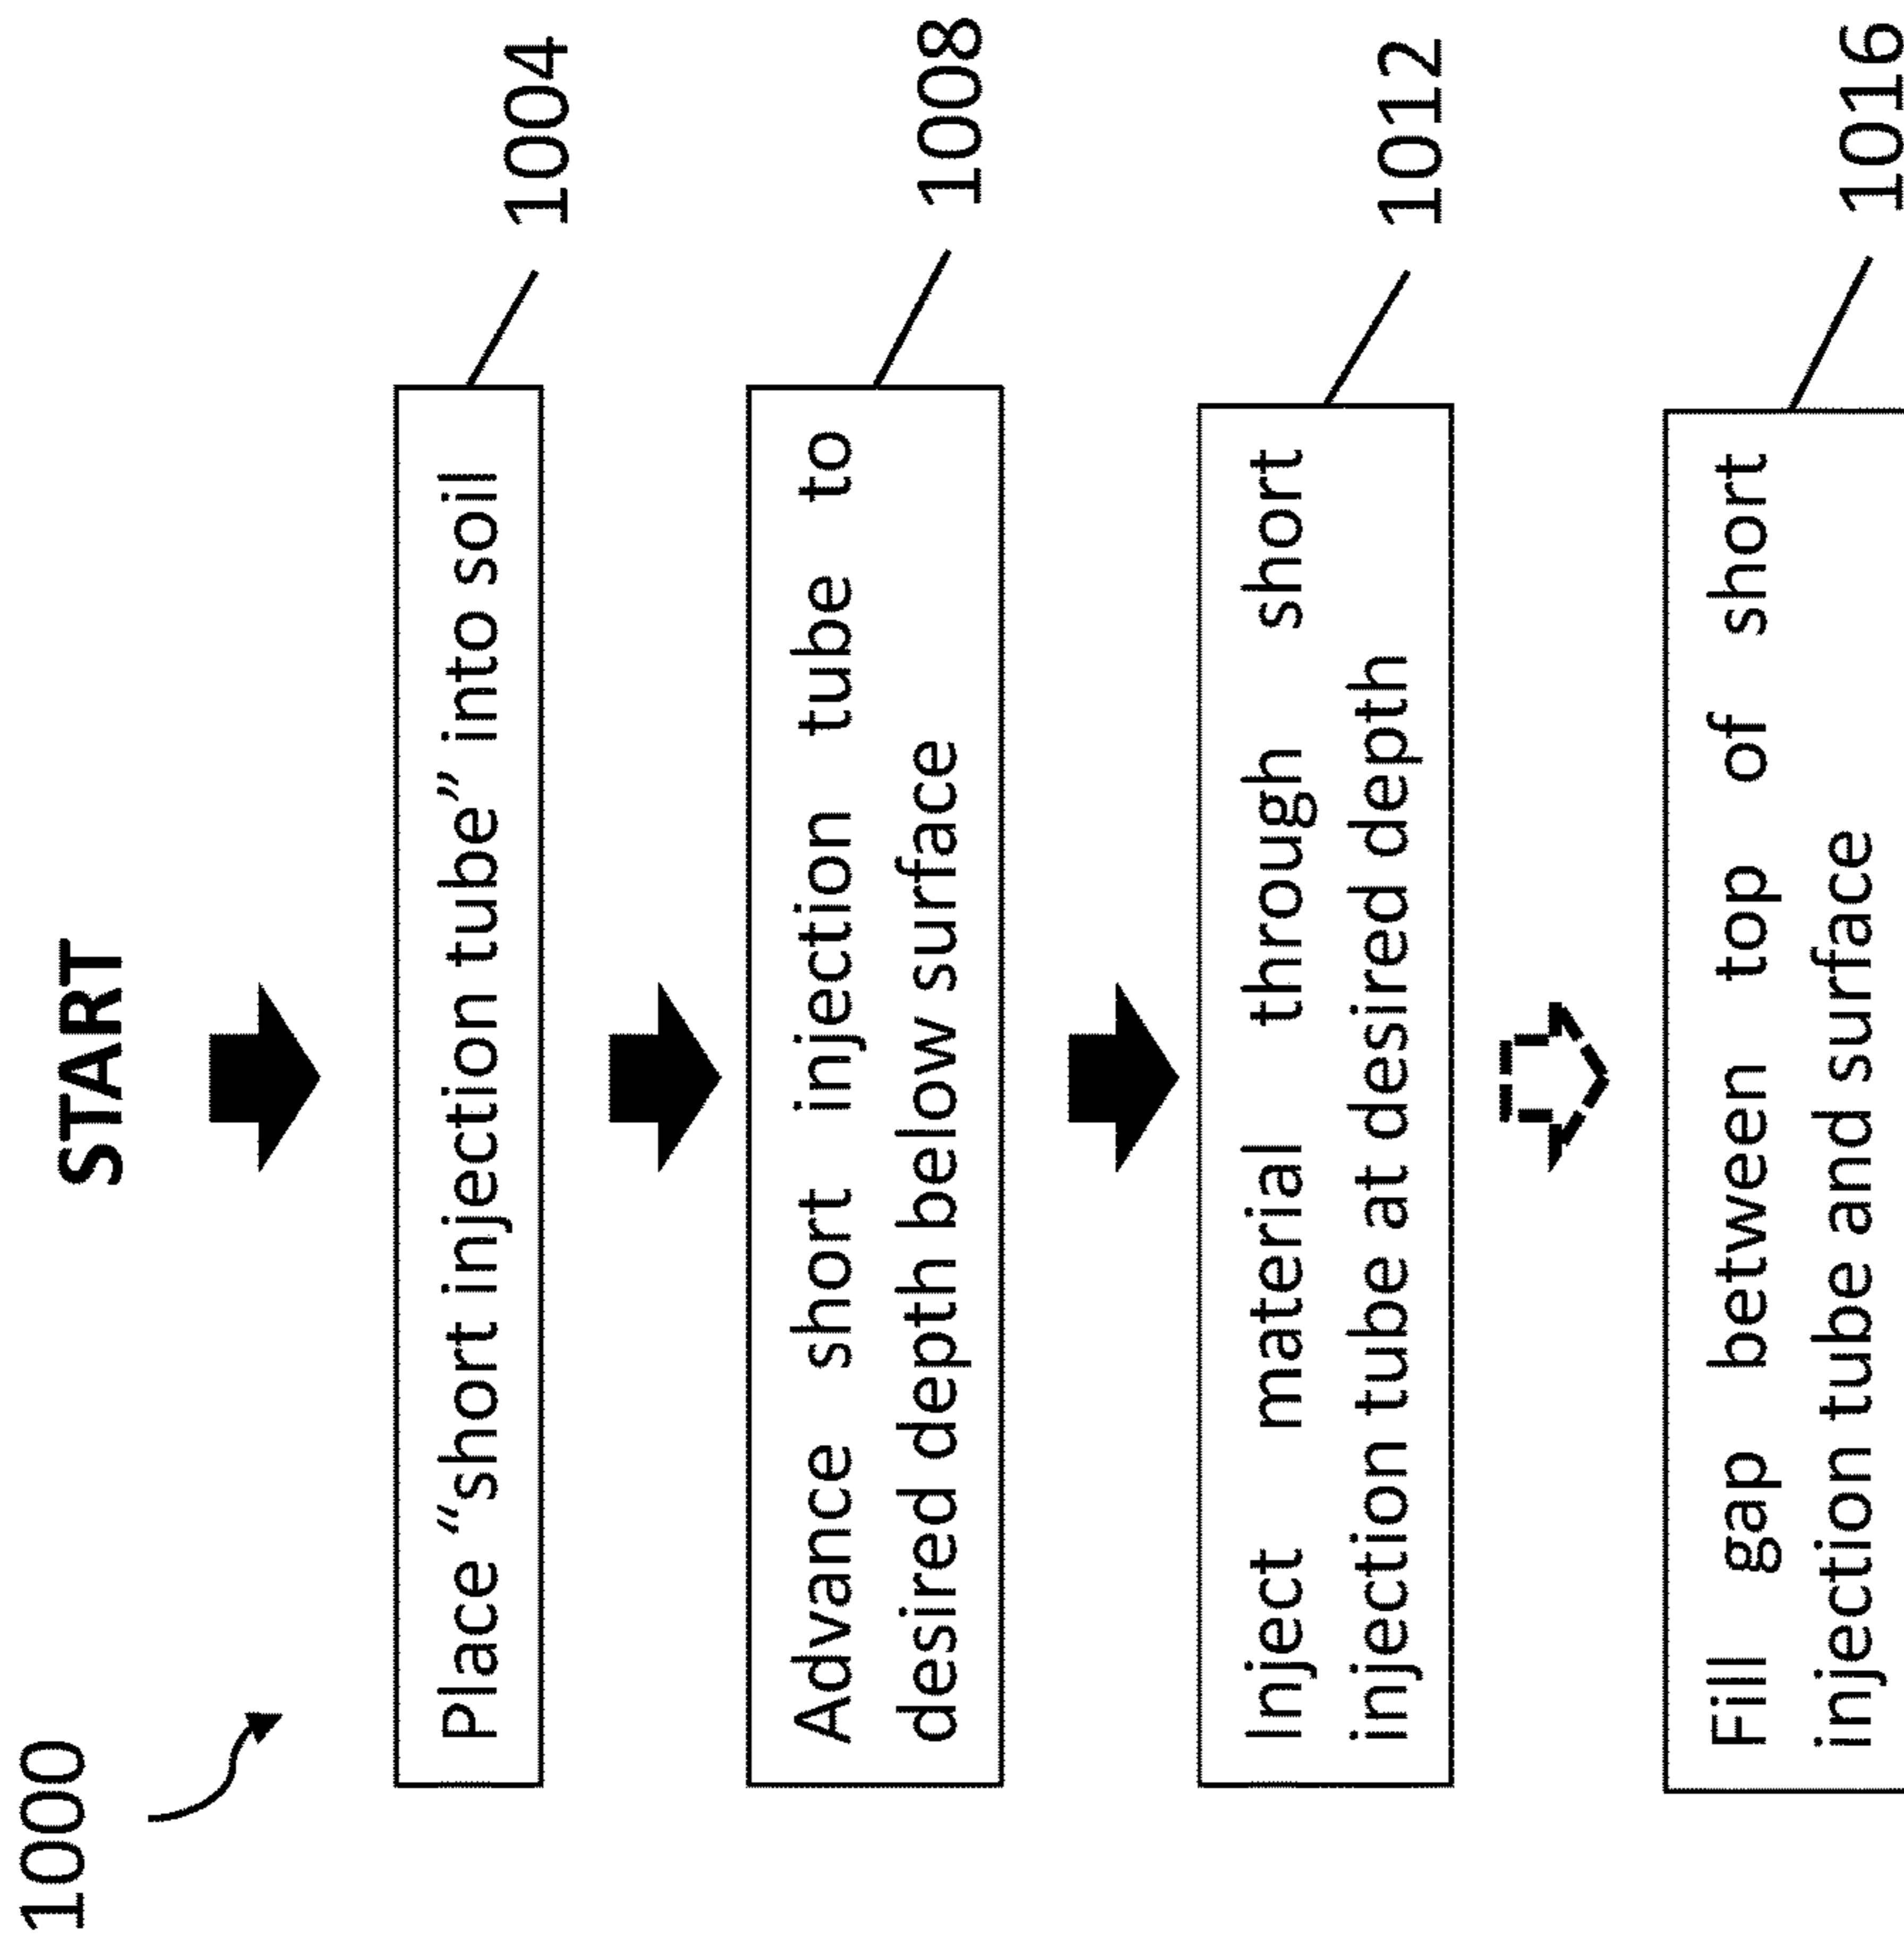 1000
START
Place “short injection tube” into soil
1004
Advance short injection tube to
desired depth below surface
1008
Inject material through short
injection tube at desired depth
1012
Fill gap between top of short
injection tube and surface
1016